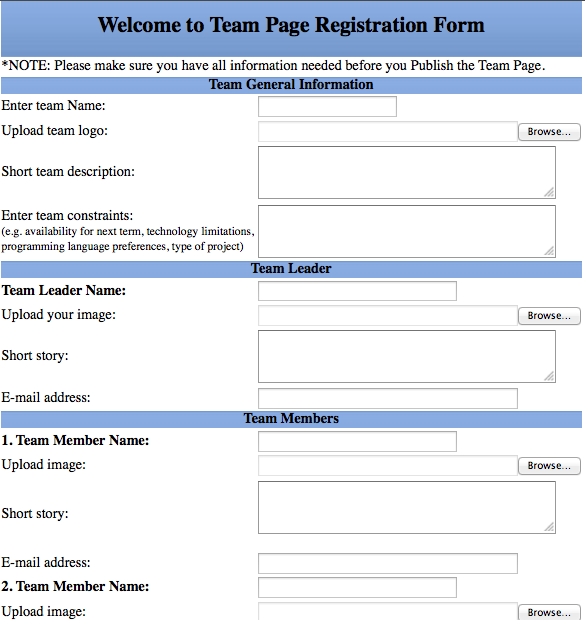 Welcome to Team Page Registration Form
*NOTE: Please make sure you have all information needed before you Publish the Team Page.
Team General Information
Enter team Name:
Upload team logo:
Browse...
Short team description:
Enter team constraints:
(e.g. availability for next term, technology limitations,
programming language preferences, type of project)
Team Leader
Team Leader Name:
Upload your image:
Browse...
Short story:
E-mail address:
Team Members
1. Team Member Name:
Upload image:
Browse...
Short story:
E-mail address:
2. Team Member Name:
Upload image:
Browse...